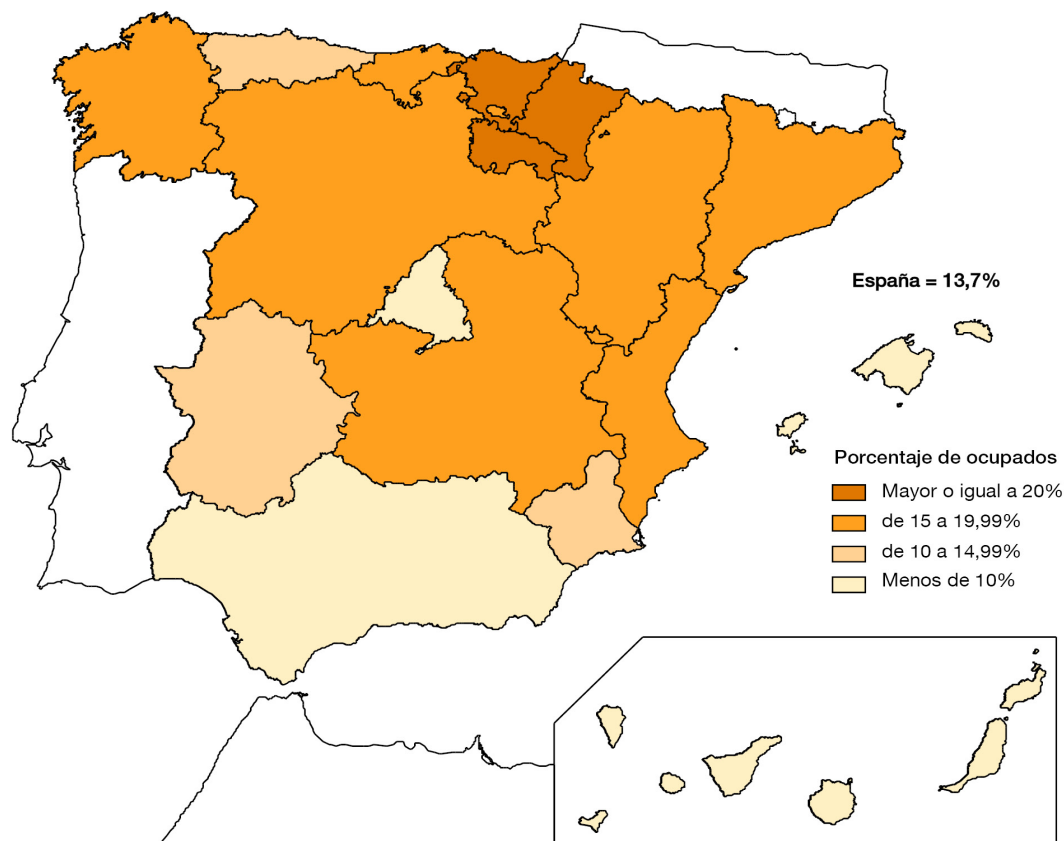 España = 13,7%
Porcentaje de ocupados
Mayor o igual a 20%
de 15 a 19,99%
de 10 a 14,99%
Menos de 10%